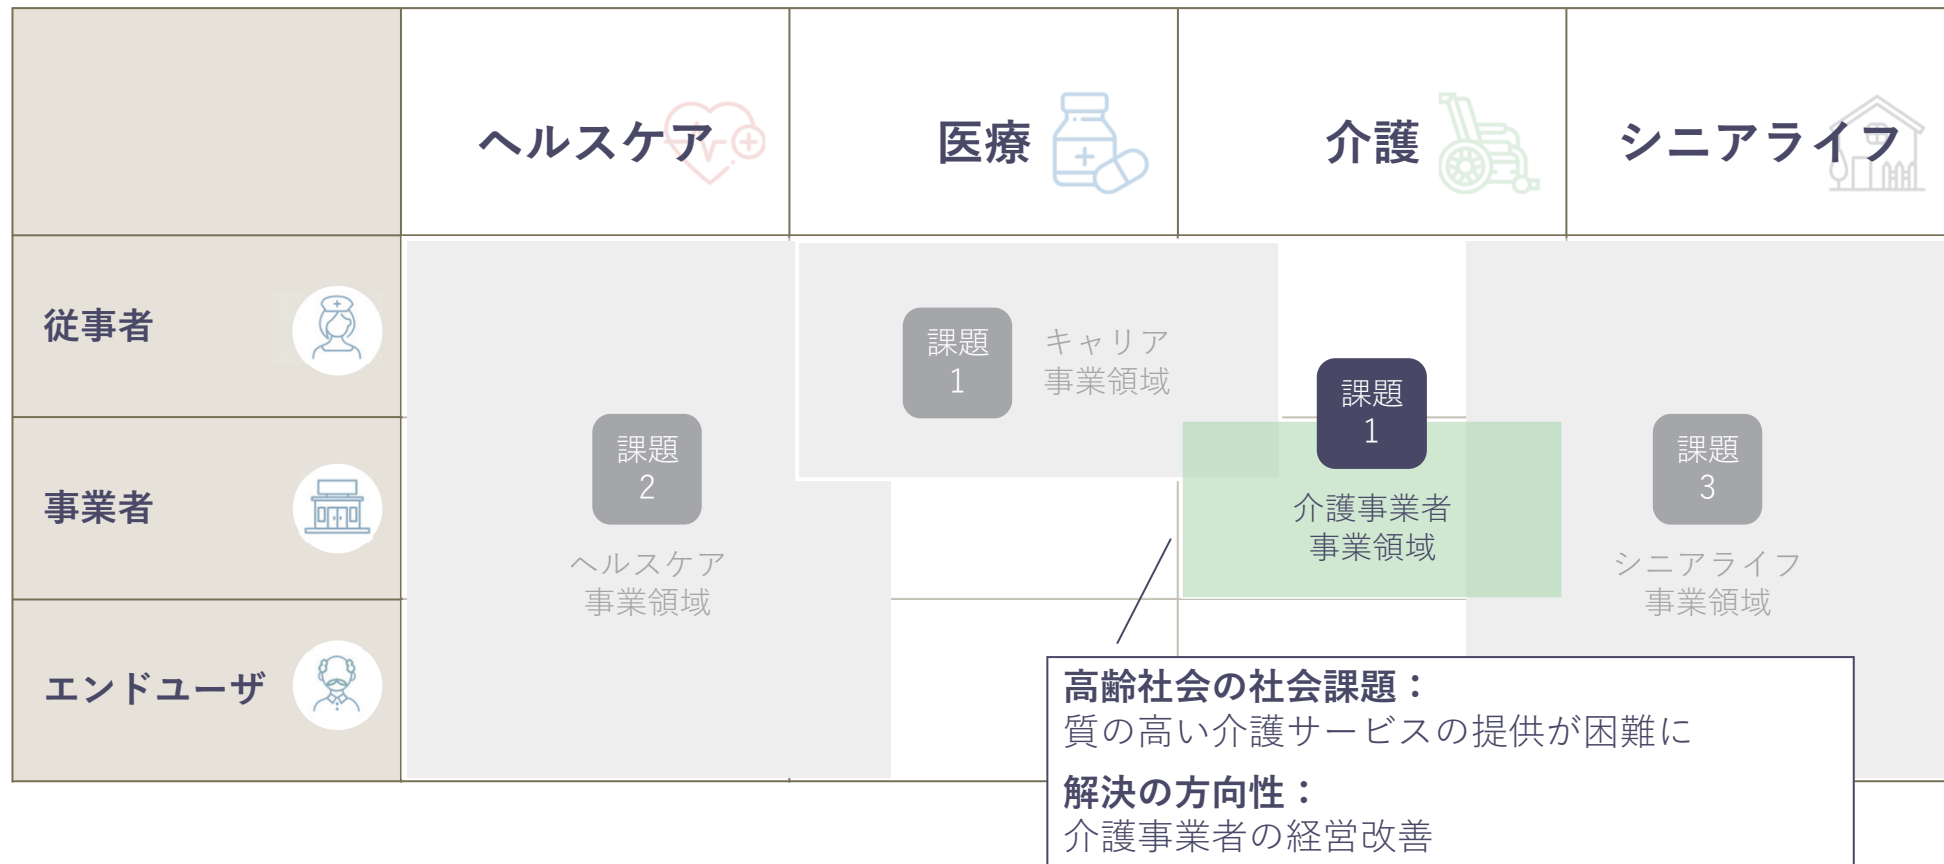 ヘルスケア
医療
介護
シニアライフ
従事者
課題
1
キャリア
事業領域
課題
1
事業者
課題
2
ヘルスケア
事業領域
介護事業者
事業領域
課題
3
シニアライフ
事業領域
エンドユーザ
高齢社会の社会課題：
質の高い介護サービスの提供が困難に
解決の方向性：
介護事業者の経営改善